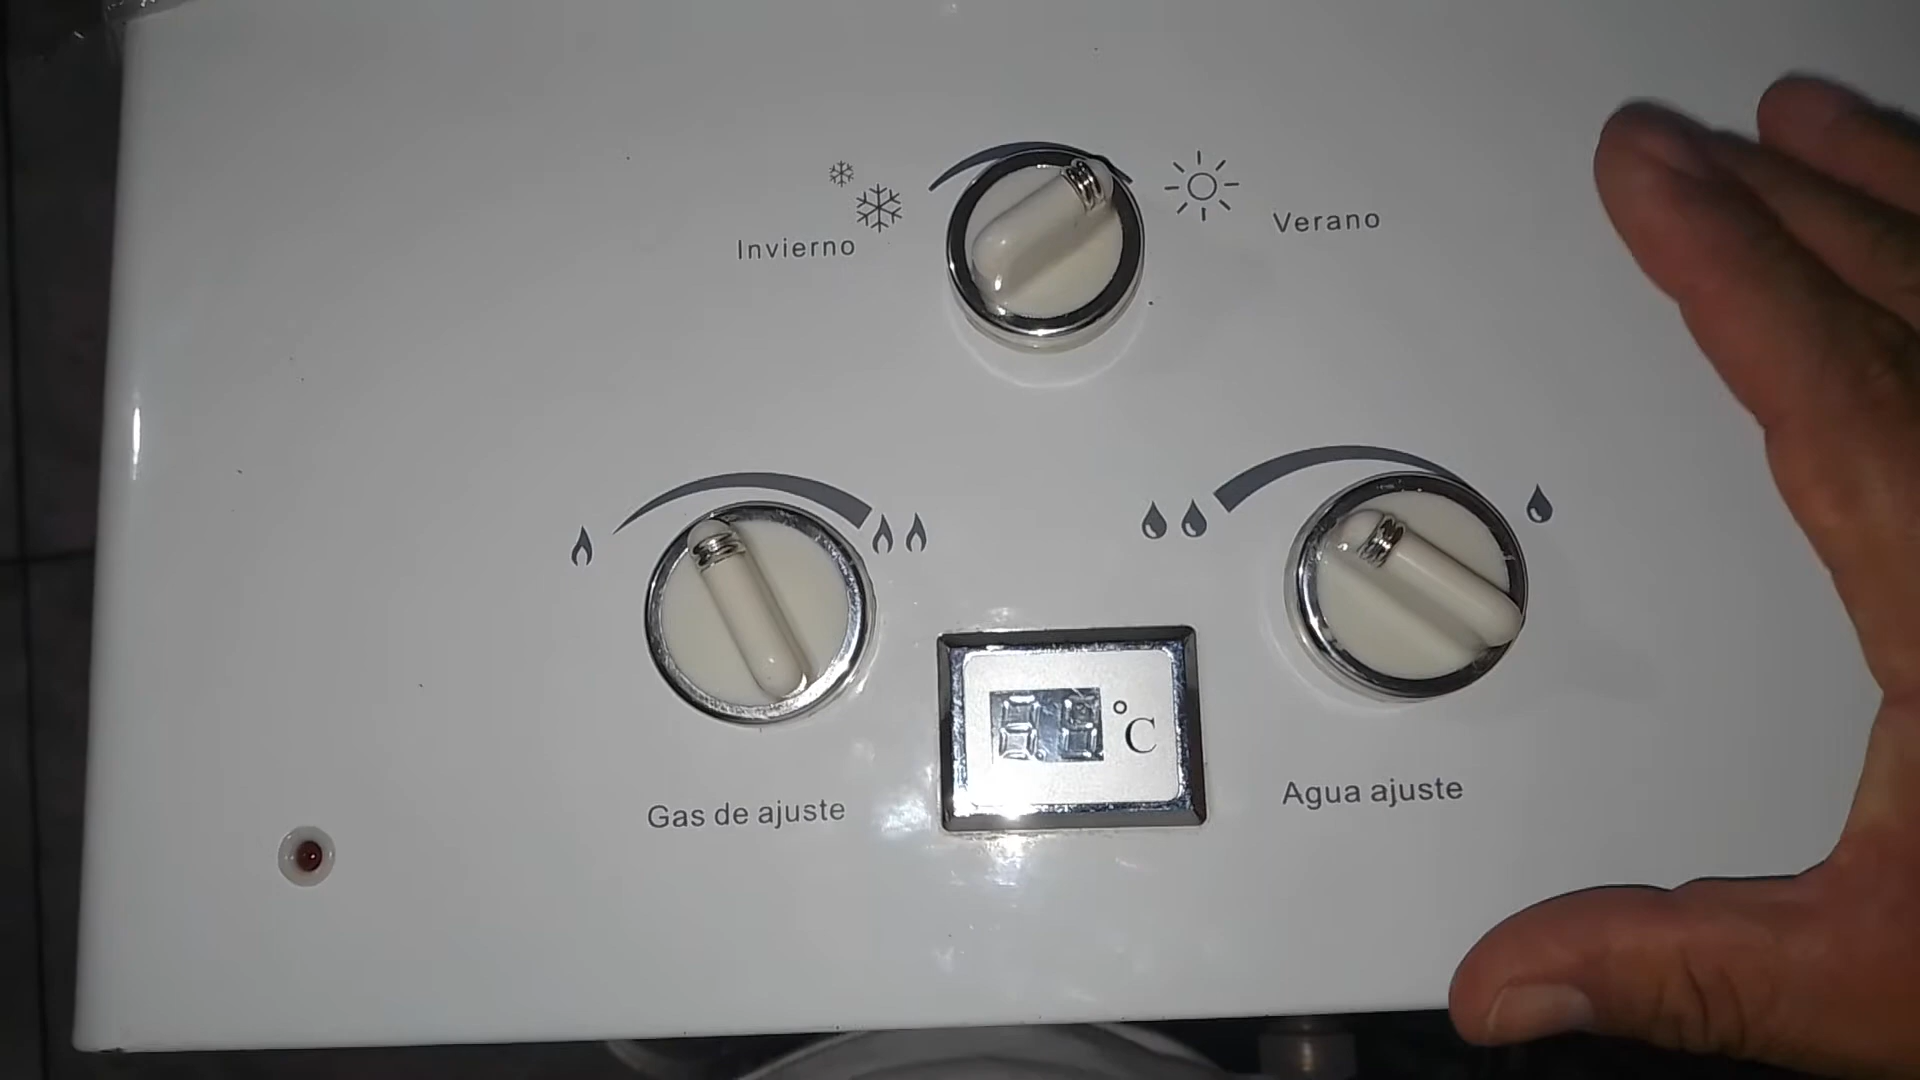 Invierno
Verano
Gas de ajuste
°C
Agua ajuste